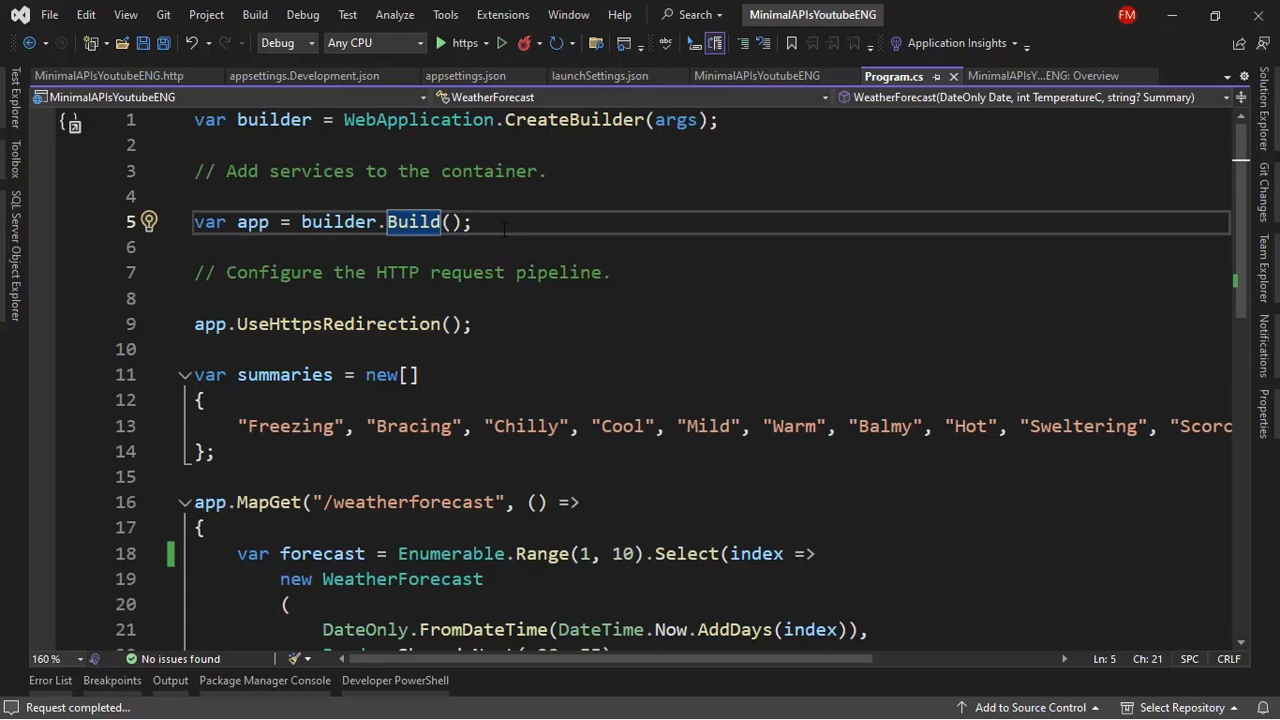 File Edit View Git Project Build Debug Test Analyze Tools Extensions Window Help Search MinimalAPIsYoutubeENG FM
Debug Any CPU https Application Insights
MinimalAPIsYoutubeENG.http appsettings.Development.json appsettings.json launchSettings.json MinimalAPIsYoutubeENG Program.cs MinimalAPIsY...ENG: Overview
MinimalAPIsYoutubeENG WeatherForecast WeatherForecast(DateOnly Date, int TemperatureC, string? Summary)
Test Explorer
Toolbox
SQL Server Object Explorer
1 var builder = WebApplication.CreateBuilder(args);
2
3 // Add services to the container.
4
5 var app = builder.Build();
6
7 // Configure the HTTP request pipeline.
8
9 app.UseHttpsRedirection();
10
11 var summaries = new[]
12 {
13 "Freezing", "Bracing", "Chilly", "Cool", "Mild", "Warm", "Balmy", "Hot", "Sweltering", "Scorc
14 };
15
16 app.MapGet("/weatherforecast", () =>
17 {
18 var forecast = Enumerable.Range(1, 10).Select(index =>
19 new WeatherForecast
20 (
21 DateOnly.FromDateTime(DateTime.Now.AddDays(index)),
Solution Explorer
Git Changes
Team Explorer
Notifications
Properties
160 % No issues found Ln: 5 Ch: 21 SPC CRLF
Error List Breakpoints Output Package Manager Console Developer PowerShell
Request completed... Add to Source Control Select Repository